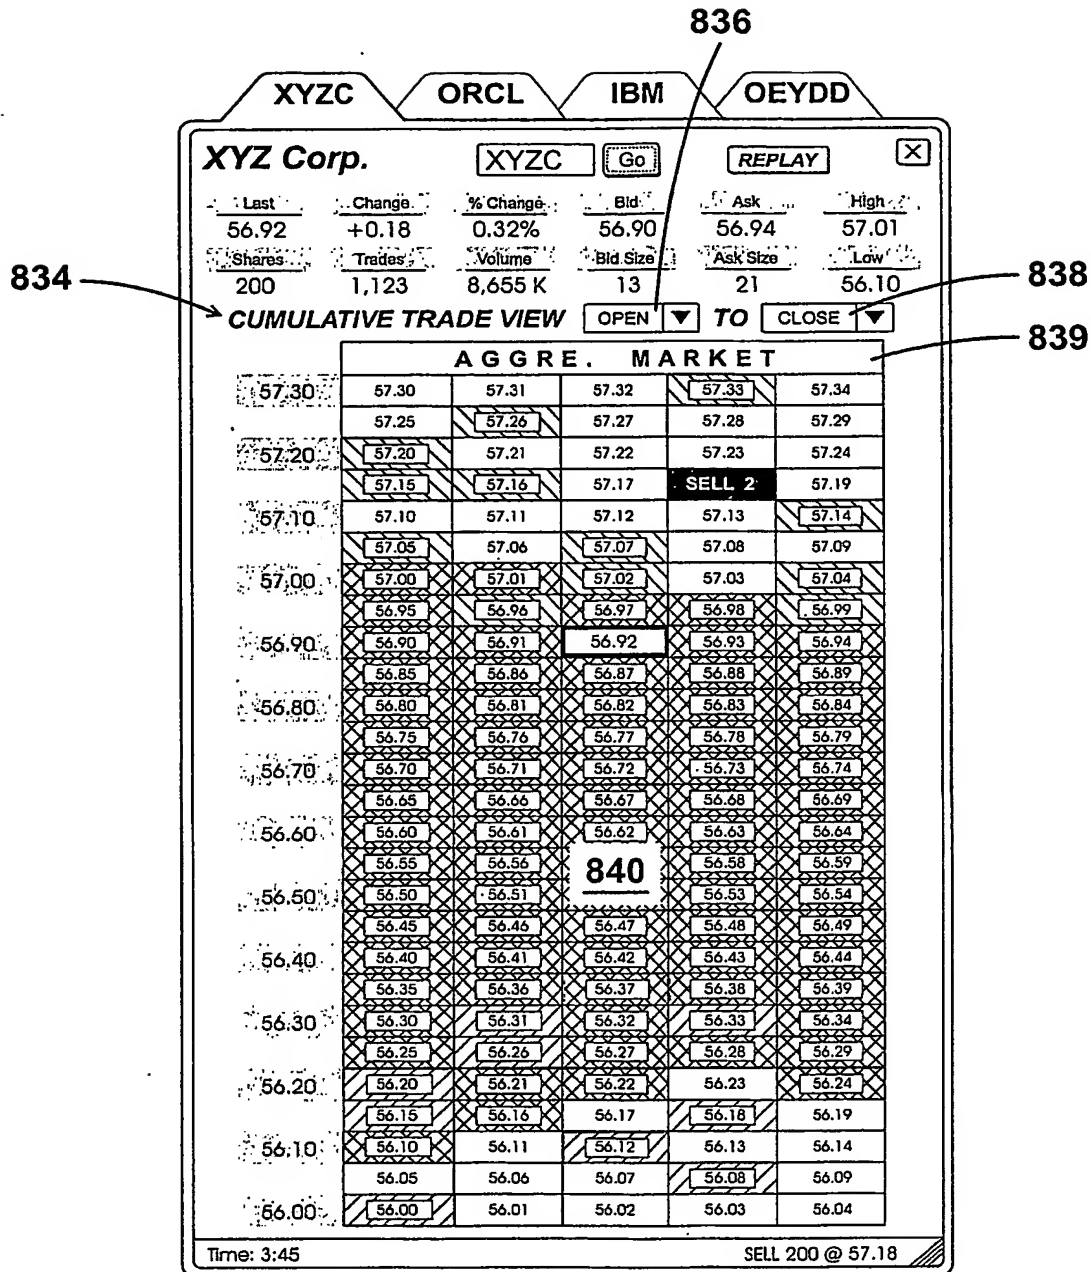 836
XYZC ORCL IBM OEYDD
XYZ Corp. XYZC Go REPLAY X
Last Change % Change Bid Ask High
56.92 +0.18 0.32% 56.90 56.94 57.01
Shares Trades Volume Bid Size Ask Size Low
834
200 1,123 8,655 K 13 21 56.10
838
CUMULATIVE TRADE VIEW OPEN TO CLOSE
839
AGGRE. MARKET
57.30 57.30 57.31 57.32 57.33 57.34
57.25 57.26 57.27 57.28 57.29
57.20 57.20 57.21 57.22 57.23 57.24
57.15 57.16 57.17 SELL 2 57.19
57.10 57.10 57.11 57.12 57.13 57.14
57.05 57.06 57.07 57.08 57.09
57.00 57.00 57.01 57.02 57.03 57.04
56.95 56.96 56.97 56.98 56.99
56.90 56.90 56.91 56.92 56.93 56.94
56.85 56.86 56.87 56.88 56.89
56.80 56.80 56.81 56.82 56.83 56.84
56.75 56.76 56.77 56.78 56.79
56.70 56.70 56.71 56.72 56.73 56.74
56.65 56.66 56.67 56.68 56.69
56.60 56.60 56.61 56.62 56.63 56.64
56.55 56.56 840 56.58 56.59
56.50 56.50 56.51 56.53 56.54
56.45 56.46 56.47 56.48 56.49
56.40 56.40 56.41 56.42 56.43 56.44
56.35 56.36 56.37 56.38 56.39
56.30 56.30 56.31 56.32 56.33 56.34
56.25 56.26 56.27 56.28 56.29
56.20 56.20 56.21 56.22 56.23 56.24
56.15 56.16 56.17 56.18 56.19
56.10 56.10 56.11 56.12 56.13 56.14
56.05 56.06 56.07 56.08 56.09
56.00 56.00 56.01 56.02 56.03 56.04
Time: 3:45 SELL 200 @ 57.18